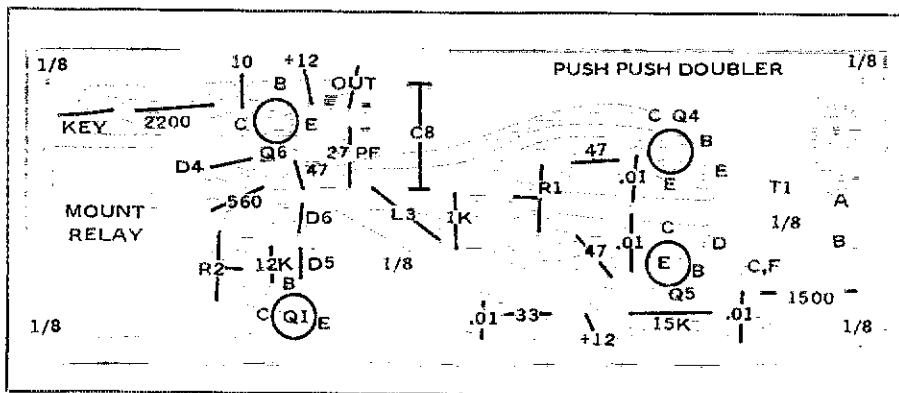 1/8 10 B +12 OUT PUSH PUSH DOUBLER 1/8
KEY 2200 C E C8 C Q4 B
D4 Q6 47 27 PF 47 .01 E E
560 R1 T1 A
MOUNT RELAY D6 L3 1K C 1/8
R2 12K D5 1/8 47 .01 E B D B
B Q5 C,F
C Q1 E .01 33 15K .01 1500
1/8 +12 1/8